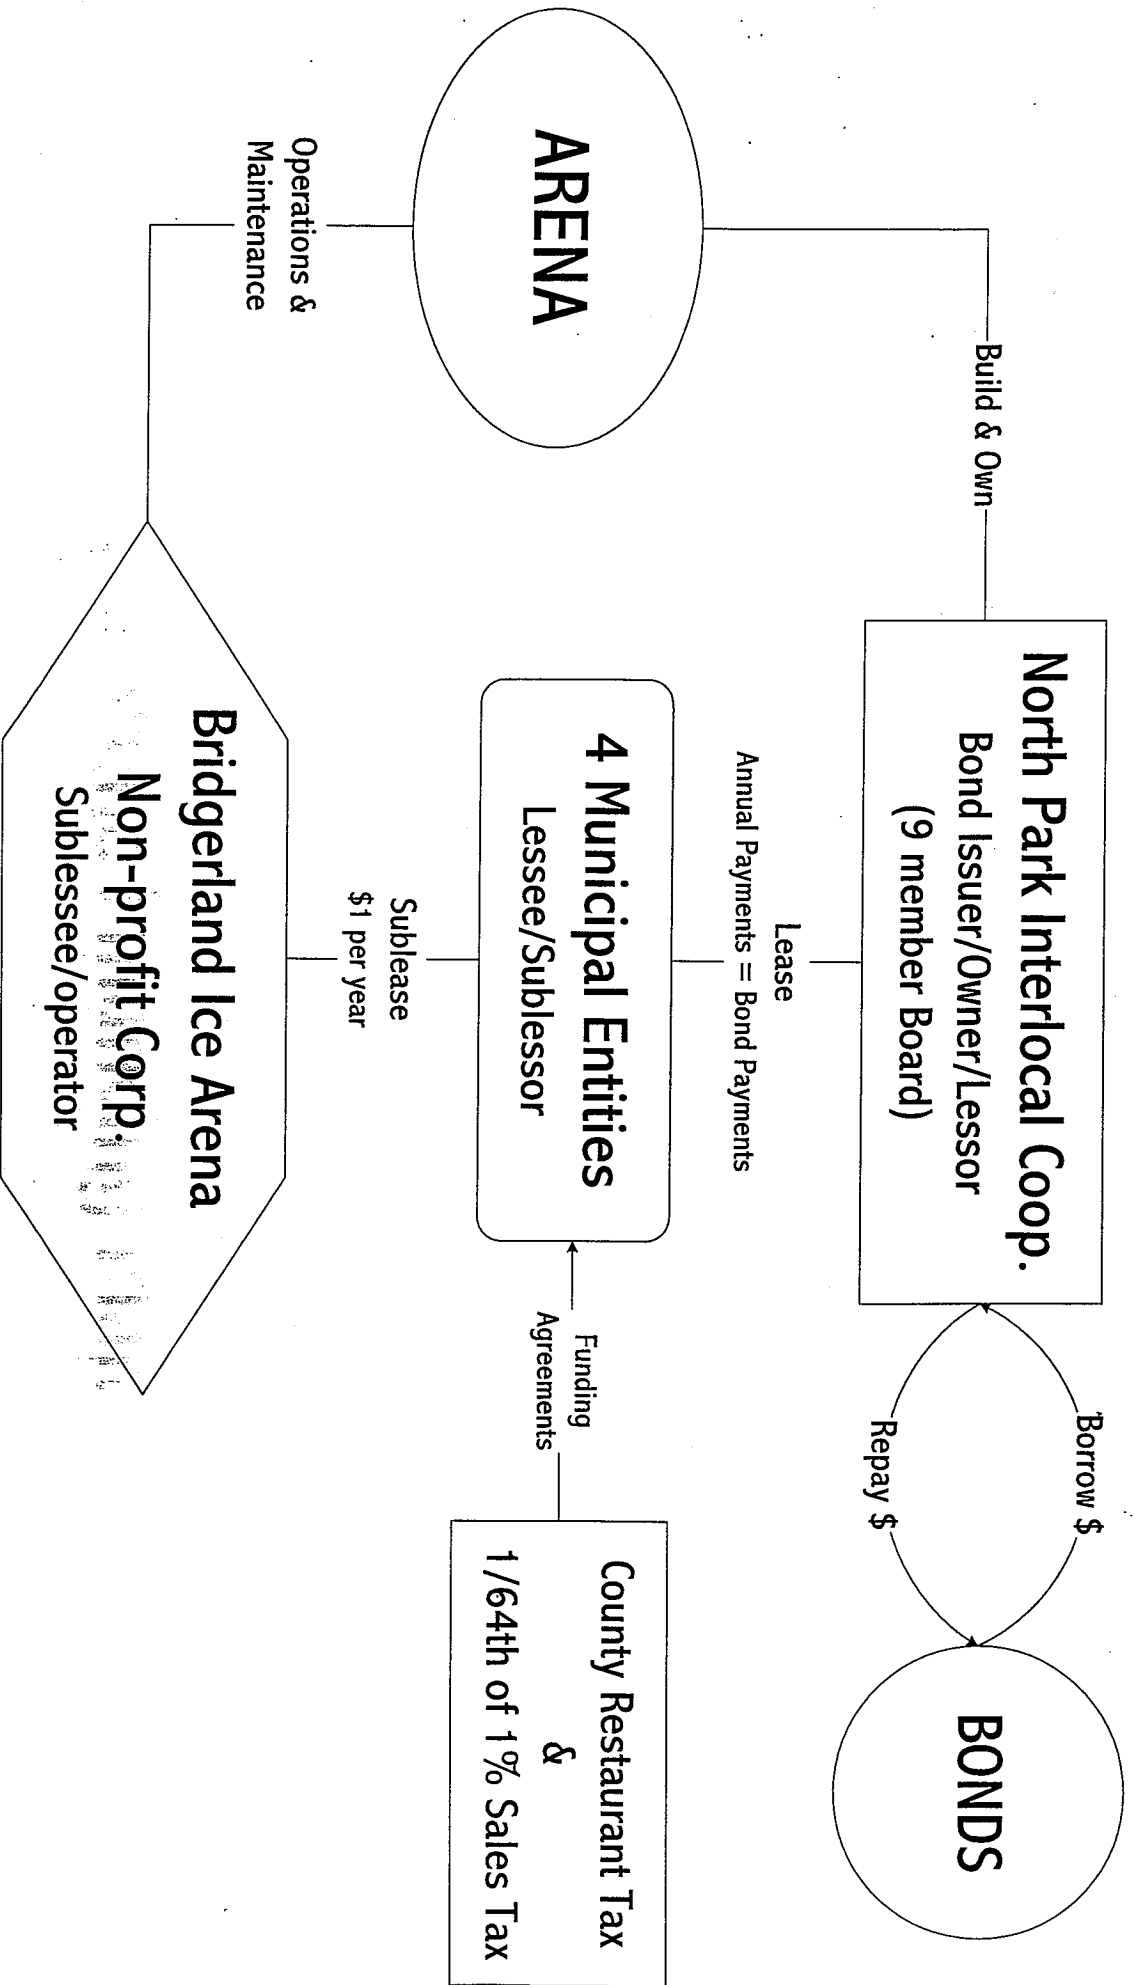 North Park Interlocal Coop.
Bond Issuer/Owner/Lessor
(9 member Board)
Build & Own
Borrow $
Repay $
BONDS
Lease
Annual Payments = Bond Payments
ARENA
4 Municipal Entities
Lessee/Sublessor
Funding
Agreements
County Restaurant Tax
&
1/64th of 1% Sales Tax
Sublease
$1 per year
Operations &
Maintenance
Bridgerland Ice Arena
Non-profit Corp.
Sublessee/operator